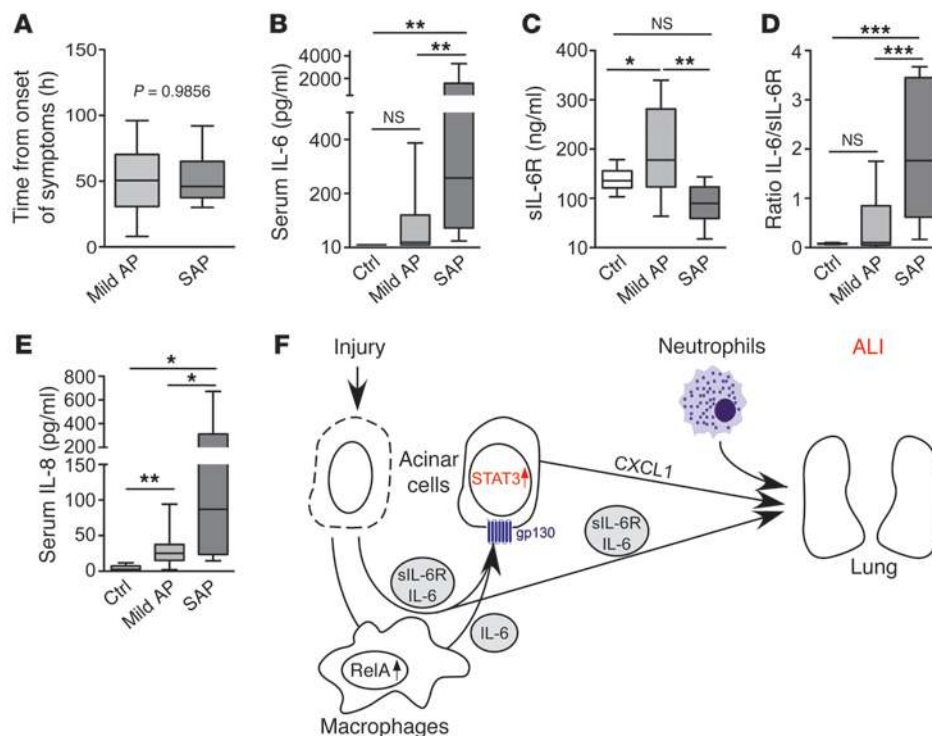 A
Time from onset
of symptoms (h)
150
100
50
0
P = 0.9856
Mild AP
SAP
B
Serum IL-6 (pg/ml)
4000
2000
400
200
10
**
**
NS
Ctrl
Mild AP
SAP
C
sIL-6R (ng/ml)
400
300
200
100
10
NS
*
**
Ctrl
Mild AP
SAP
D
Ratio IL-6/sIL-6R
4
3
2
1
0
***
***
NS
Ctrl
Mild AP
SAP
E
Serum IL-8 (pg/ml)
800
600
400
200
150
100
50
0
*
*
**
Ctrl
Mild AP
SAP
F
Injury
Neutrophils
ALI
Acinar
cells
STAT3
CXCL1
gp130
sIL-6R
IL-6
sIL-6R
IL-6
IL-6
Lung
RelA
Macrophages